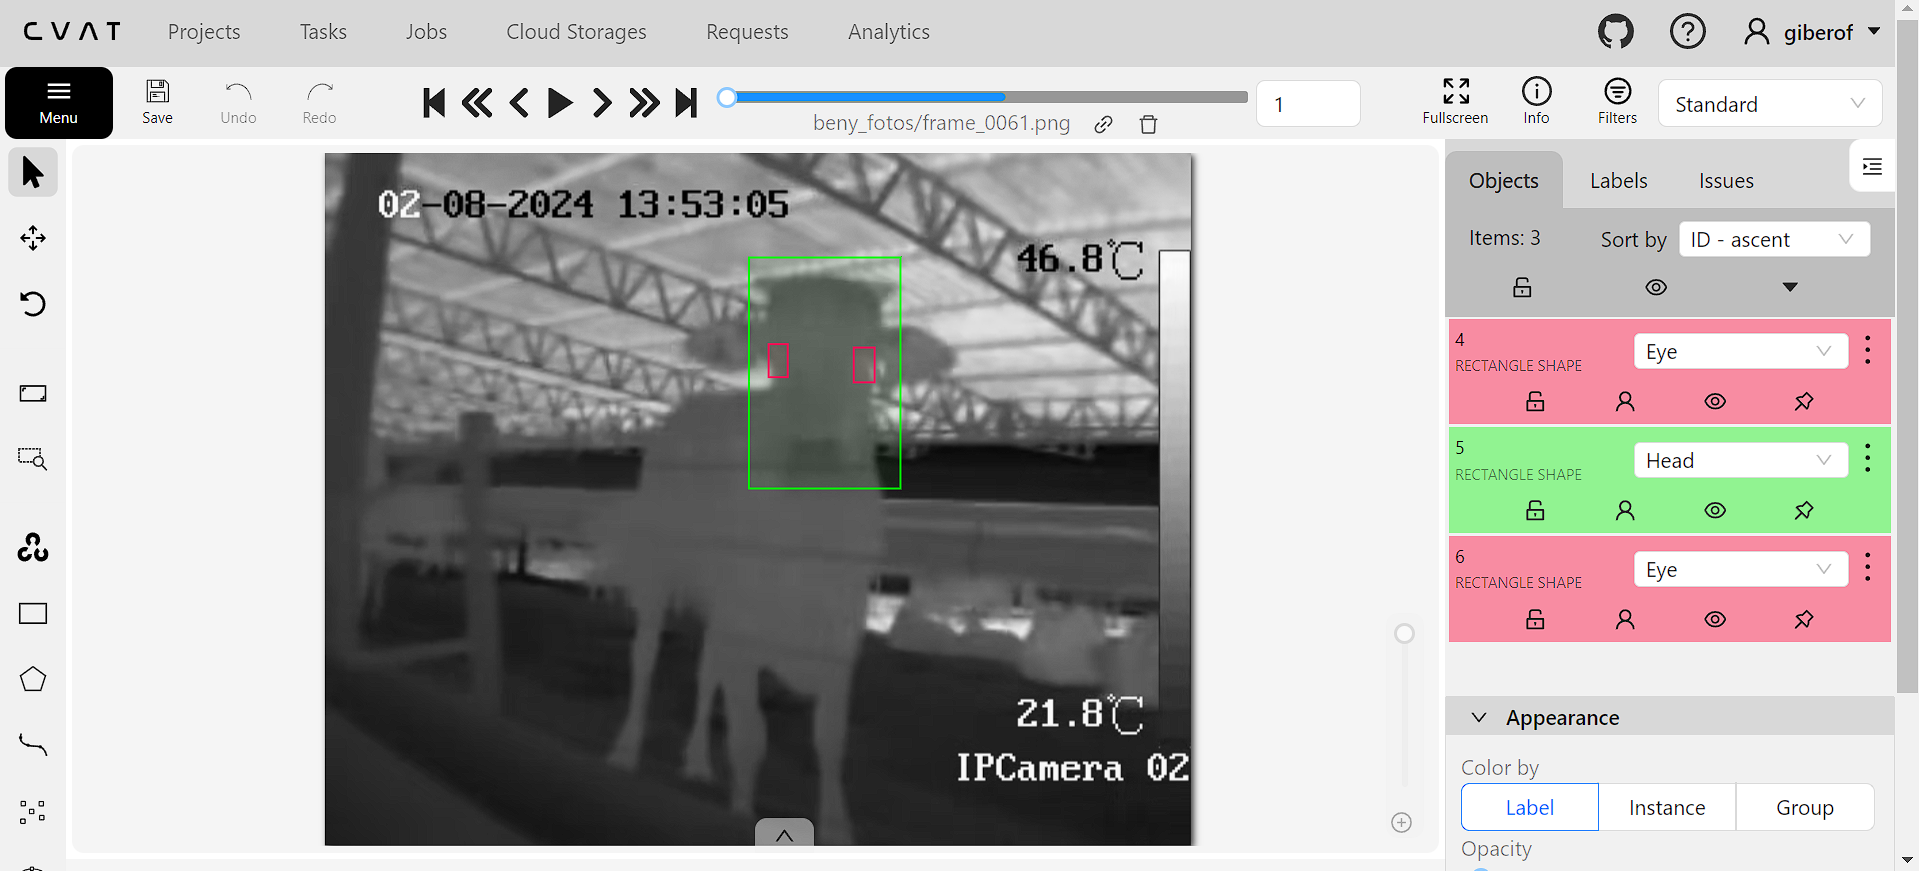 CVAT Projects Tasks Jobs Cloud Storages Requests Analytics giberof
Menu Save Undo Redo 1 Fullscreen Info Filters Standard
beny_fotos/frame_0061.png
02-08-2024 13:53:05
46.8℃
21.8℃
IPCamera 02
Objects Labels Issues
Items: 3 Sort by ID - ascent
4 Eye
RECTANGLE SHAPE
5 Head
RECTANGLE SHAPE
6 Eye
RECTANGLE SHAPE
Appearance
Color by
Label Instance Group
Opacity